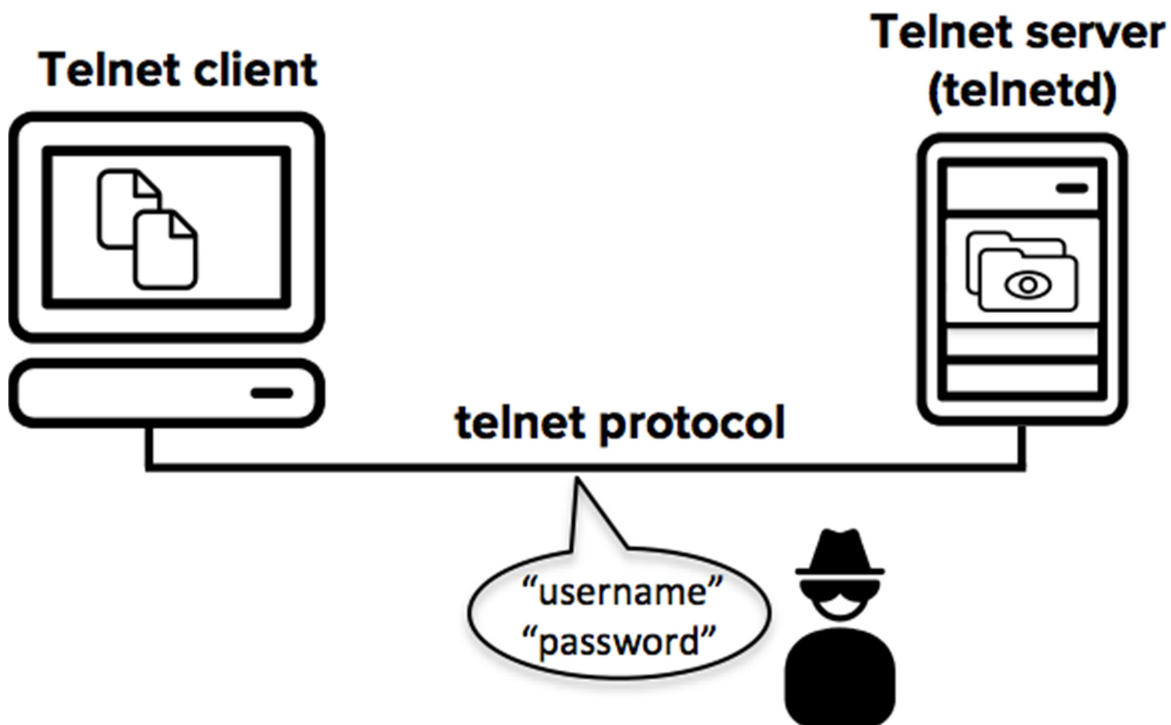 Telnet client
Telnet server
(telnetd)
telnet protocol
“username”
“password”